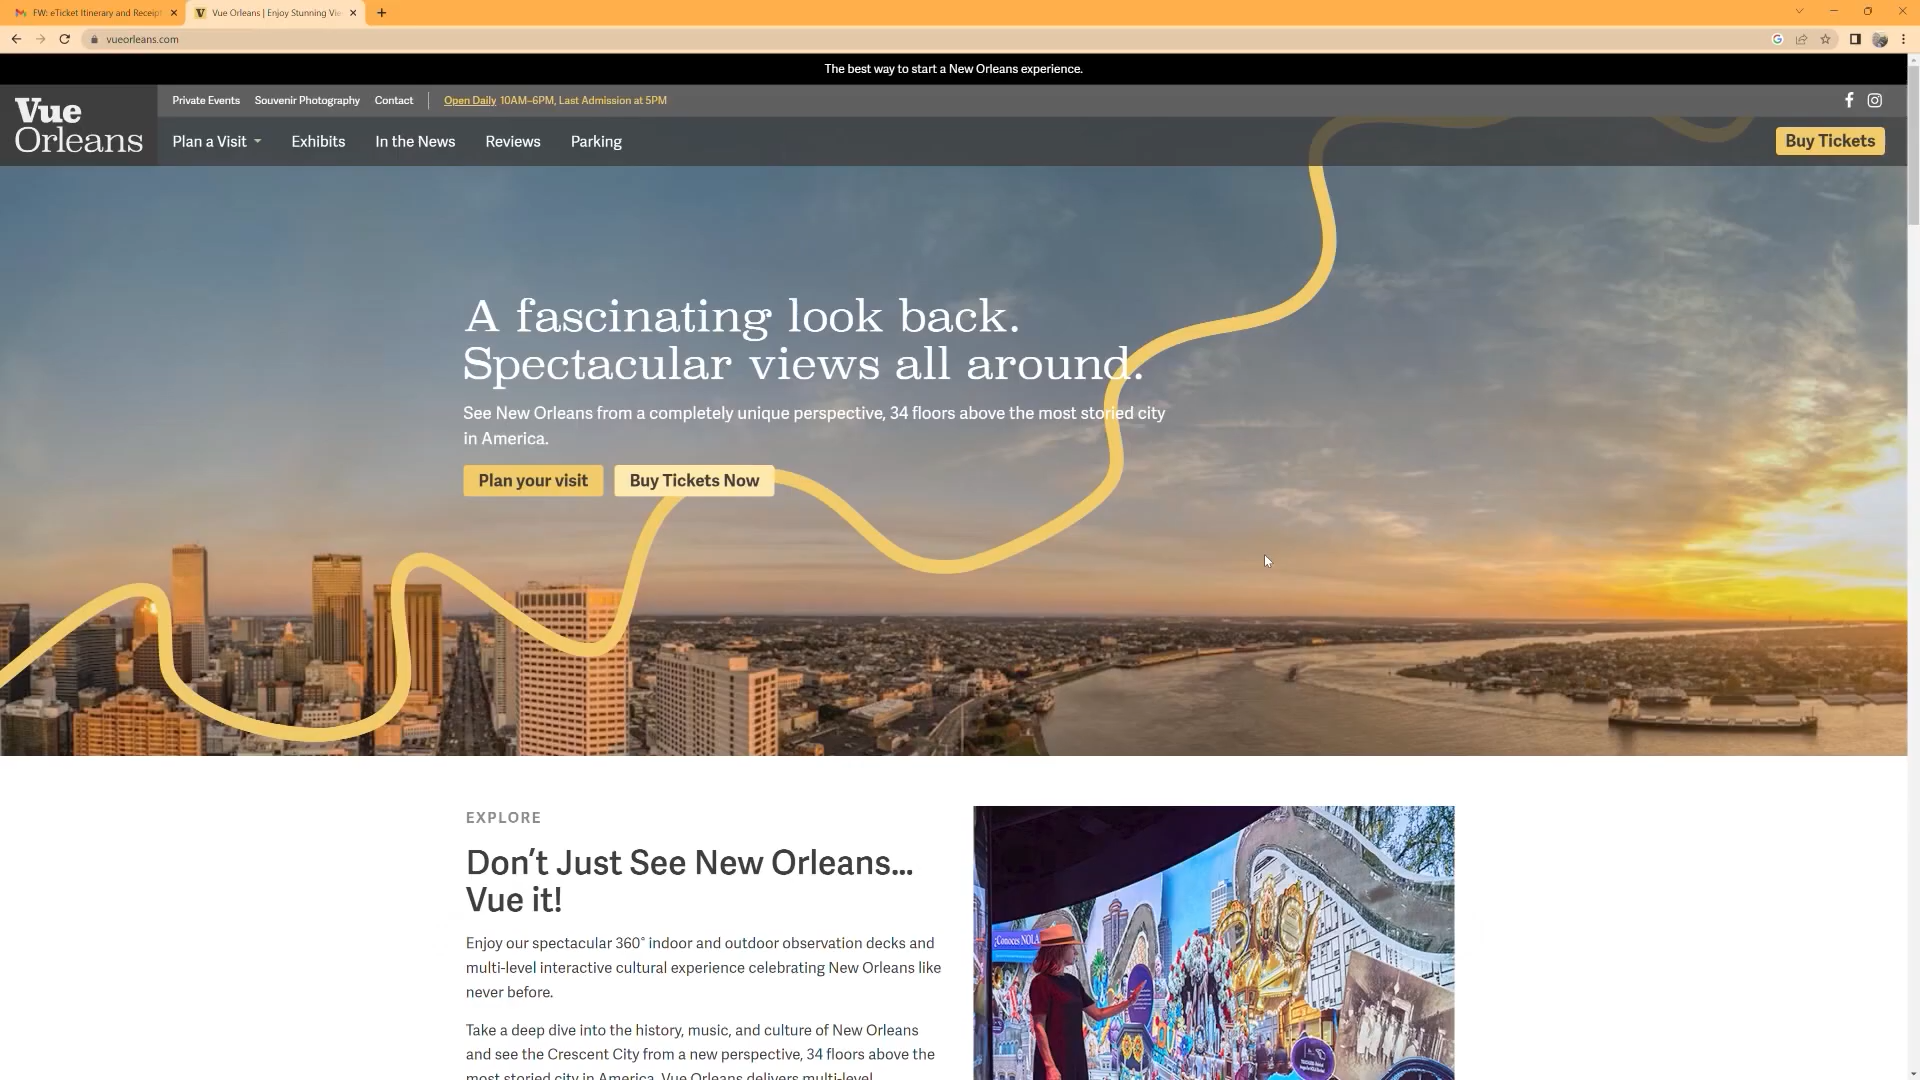 FW: eTicket Itinerary and Receipt
Vue Orleans | Enjoy Stunning Vie
vueorleans.com
The best way to start a New Orleans experience.
Vue
Orleans
Private Events
Souvenir Photography
Contact
Open Daily 10AM–6PM, Last Admission at 5PM
Plan a Visit
Exhibits
In the News
Reviews
Parking
Buy Tickets
A fascinating look back.
Spectacular views all around.
See New Orleans from a completely unique perspective, 34 floors above the most storied city
in America.
Plan your visit
Buy Tickets Now
EXPLORE
Don’t Just See New Orleans...
Vue it!
Enjoy our spectacular 360° indoor and outdoor observation decks and
multi-level interactive cultural experience celebrating New Orleans like
never before.
Take a deep dive into the history, music, and culture of New Orleans
and see the Crescent City from a new perspective, 34 floors above the
most storied city in America. Vue Orleans delivers multi-level
¿Conoces NOLA